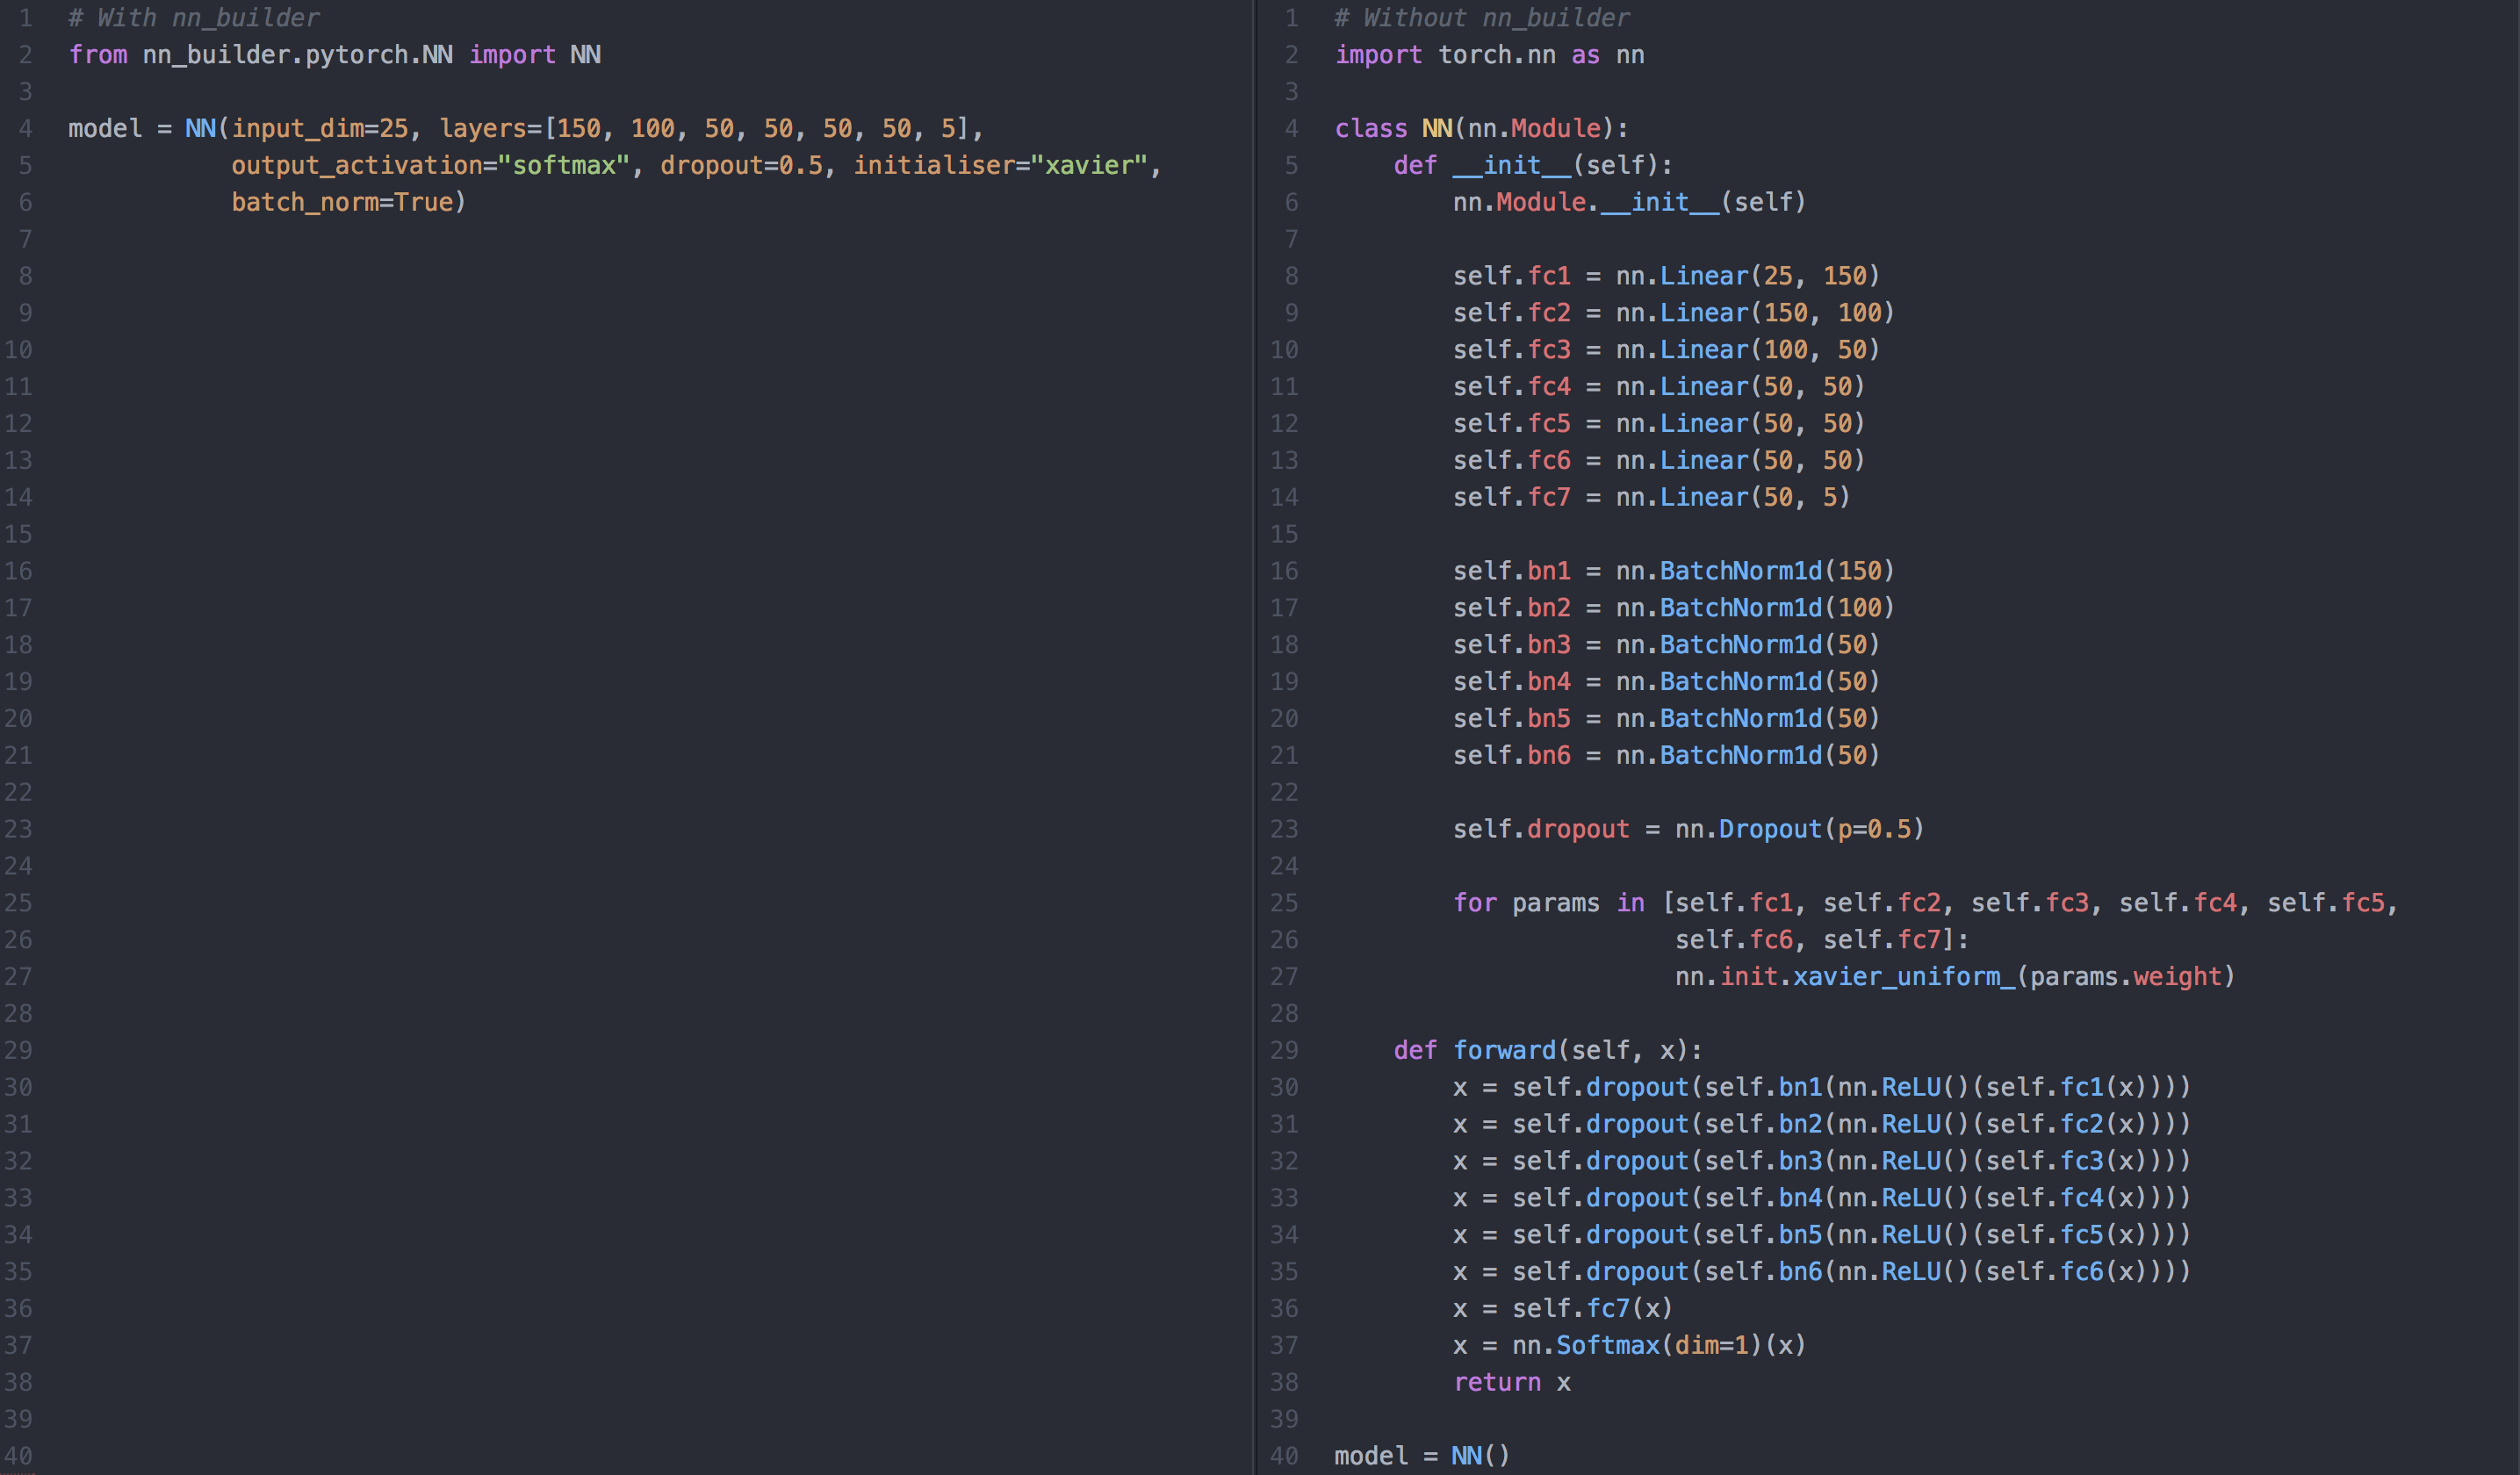 1 # With nn_builder
2 from nn_builder.pytorch.NN import NN
3
4 model = NN(input_dim=25, layers=[150, 100, 50, 50, 50, 50, 5],
5            output_activation="softmax", dropout=0.5, initialiser="xavier",
6            batch_norm=True)
7
8
9
10
11
12
13
14
15
16
17
18
19
20
21
22
23
24
25
26
27
28
29
30
31
32
33
34
35
36
37
38
39
40
1 # Without nn_builder
2 import torch.nn as nn
3
4 class NN(nn.Module):
5     def __init__(self):
6         nn.Module.__init__(self)
7
8         self.fc1 = nn.Linear(25, 150)
9         self.fc2 = nn.Linear(150, 100)
10         self.fc3 = nn.Linear(100, 50)
11         self.fc4 = nn.Linear(50, 50)
12         self.fc5 = nn.Linear(50, 50)
13         self.fc6 = nn.Linear(50, 50)
14         self.fc7 = nn.Linear(50, 5)
15
16         self.bn1 = nn.BatchNorm1d(150)
17         self.bn2 = nn.BatchNorm1d(100)
18         self.bn3 = nn.BatchNorm1d(50)
19         self.bn4 = nn.BatchNorm1d(50)
20         self.bn5 = nn.BatchNorm1d(50)
21         self.bn6 = nn.BatchNorm1d(50)
22
23         self.dropout = nn.Dropout(p=0.5)
24
25         for params in [self.fc1, self.fc2, self.fc3, self.fc4, self.fc5,
26                        self.fc6, self.fc7]:
27                        nn.init.xavier_uniform_(params.weight)
28
29     def forward(self, x):
30         x = self.dropout(self.bn1(nn.ReLU()(self.fc1(x))))
31         x = self.dropout(self.bn2(nn.ReLU()(self.fc2(x))))
32         x = self.dropout(self.bn3(nn.ReLU()(self.fc3(x))))
33         x = self.dropout(self.bn4(nn.ReLU()(self.fc4(x))))
34         x = self.dropout(self.bn5(nn.ReLU()(self.fc5(x))))
35         x = self.dropout(self.bn6(nn.ReLU()(self.fc6(x))))
36         x = self.fc7(x)
37         x = nn.Softmax(dim=1)(x)
38         return x
39
40 model = NN()